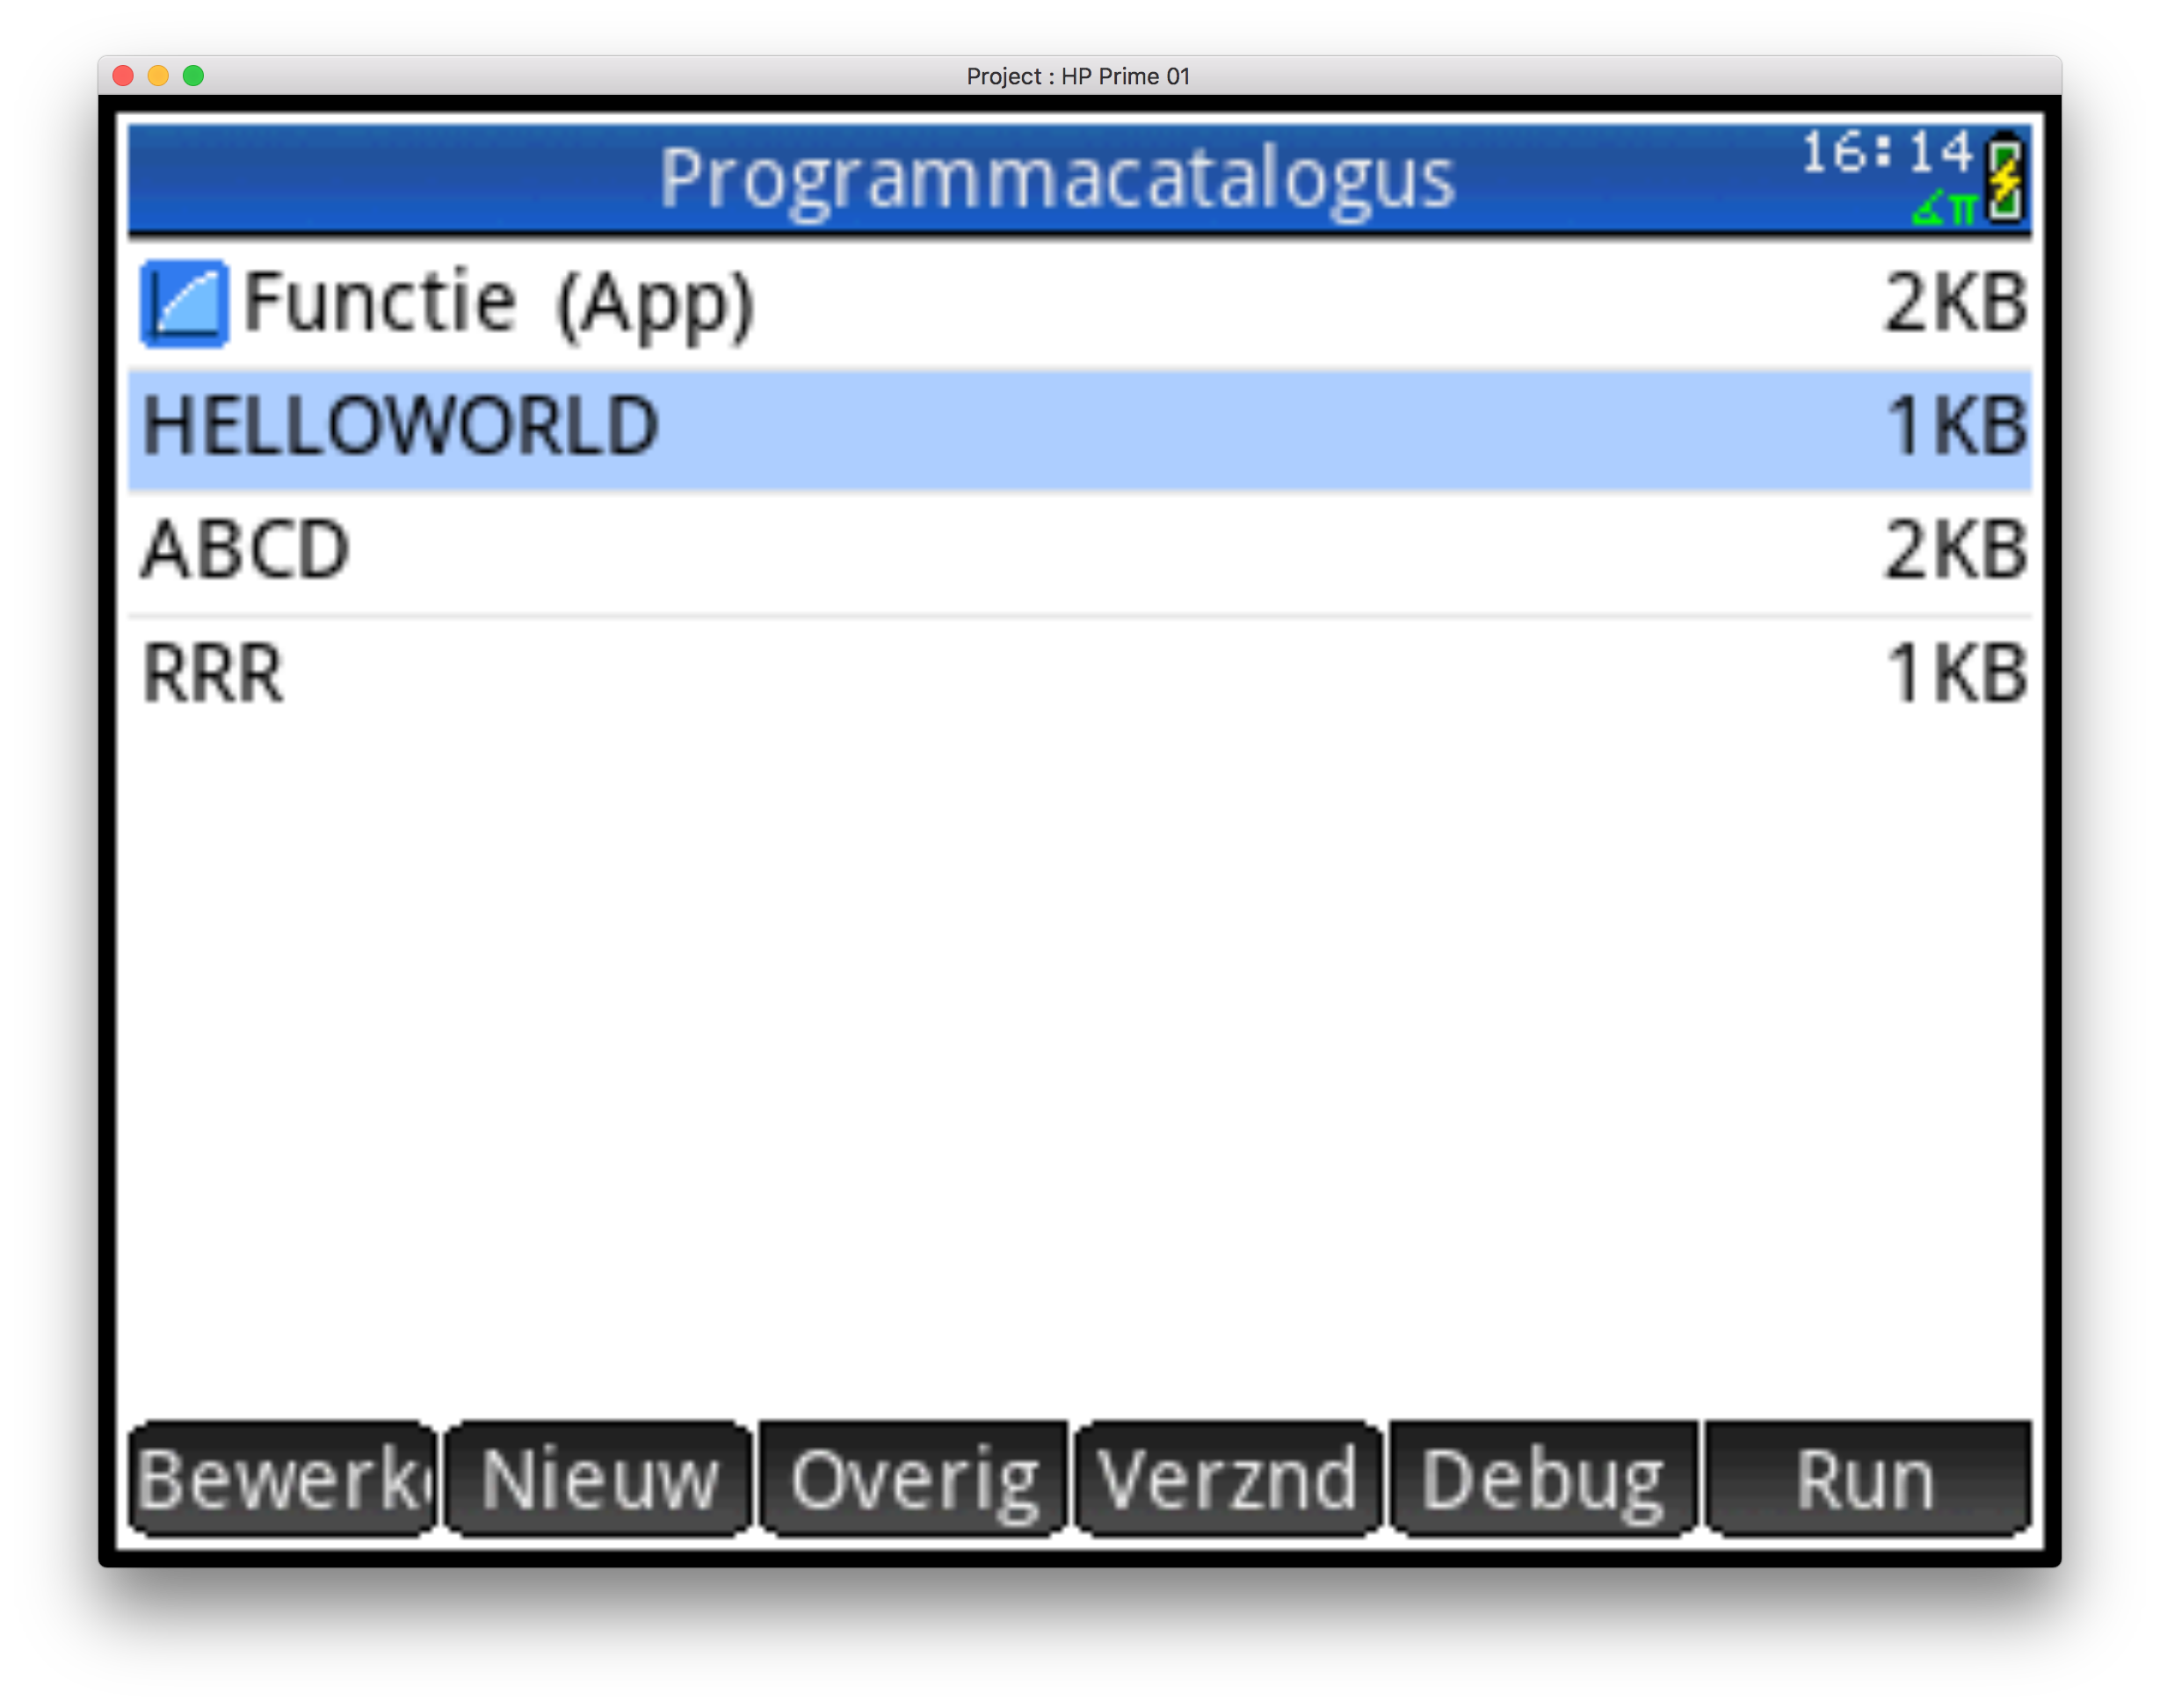 Project : HP Prime 01
Programmacatalogus 16:14
∡π
Functie (App) 2KB
HELLOWORLD 1KB
ABCD 2KB
RRR 1KB
Bewerk Nieuw Overig Verznd Debug Run